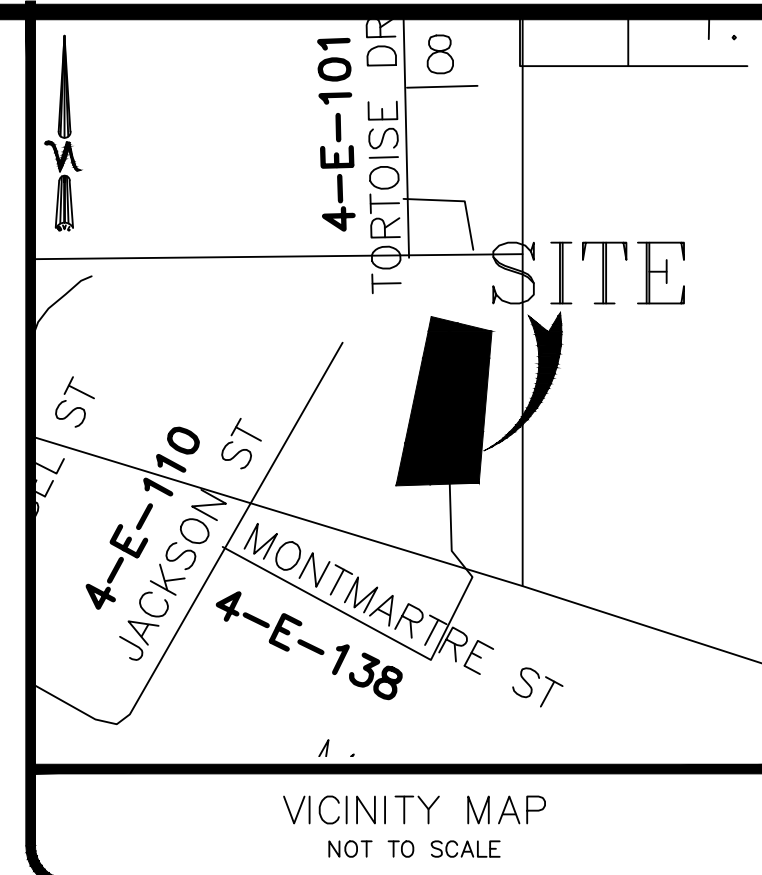 4-E-101
TORTOISE DR
8
N
SITE
ST
4-E-110
JACKSON ST
MONTMARTRE ST
4-E-138
VICINITY MAP
NOT TO SCALE